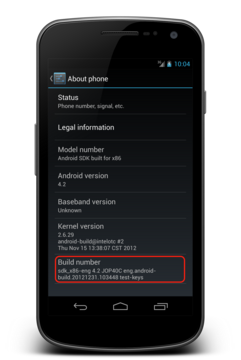 10:04
About phone
Status
Phone number, signal, etc.
Legal information
Model number
Android SDK built for x86
Android version
4.2
Baseband version
Unknown
Kernel version
2.6.29
android-build@intelotc #2
Thu Nov 15 13:38:07 CST 2012
Build number
sdk_x86-eng 4.2 JOP40C eng.android-
build.20121231.103448 test-keys